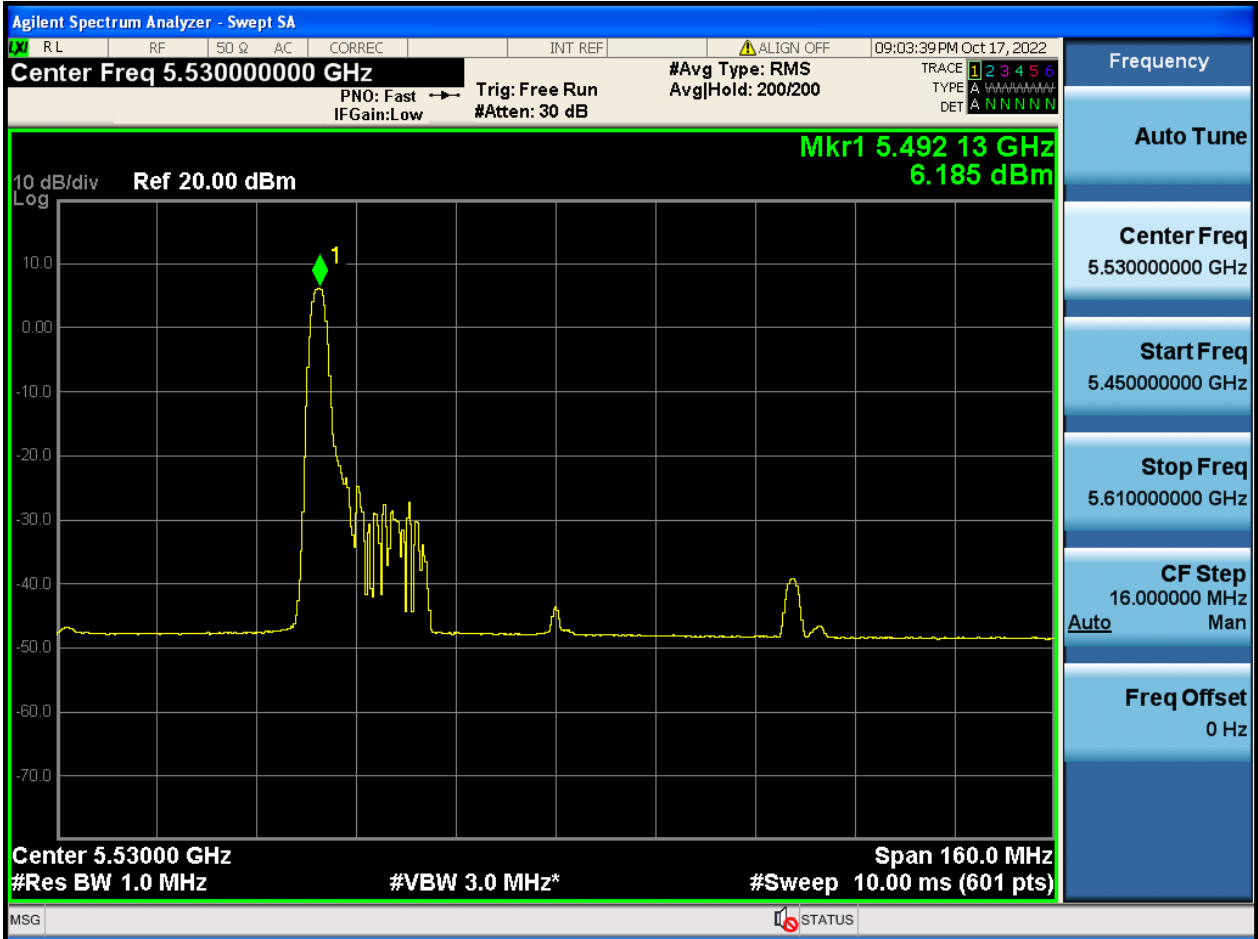 Agilent Spectrum Analyzer - Swept SA
LXI RL RF 50 Ω AC CORREC INT REF ALIGN OFF 09:03:39 PM Oct 17, 2022
Center Freq 5.530000000 GHz
PNO: Fast
IFGain:Low
Trig: Free Run
#Atten: 30 dB
#Avg Type: RMS
Avg|Hold: 200/200
TRACE 1 2 3 4 5 6
TYPE A WWWWW
DET A N N N N N
Mkr1 5.492 13 GHz
6.185 dBm
10 dB/div Ref 20.00 dBm
Log
1
10.0
0.00
-10.0
-20.0
-30.0
-40.0
-50.0
-60.0
-70.0
Center 5.53000 GHz Span 160.0 MHz
#Res BW 1.0 MHz #VBW 3.0 MHz* #Sweep 10.00 ms (601 pts)
Frequency
Auto Tune
Center Freq
5.530000000 GHz
Start Freq
5.450000000 GHz
Stop Freq
5.610000000 GHz
CF Step
16.000000 MHz
Auto Man
Freq Offset
0 Hz
MSG STATUS